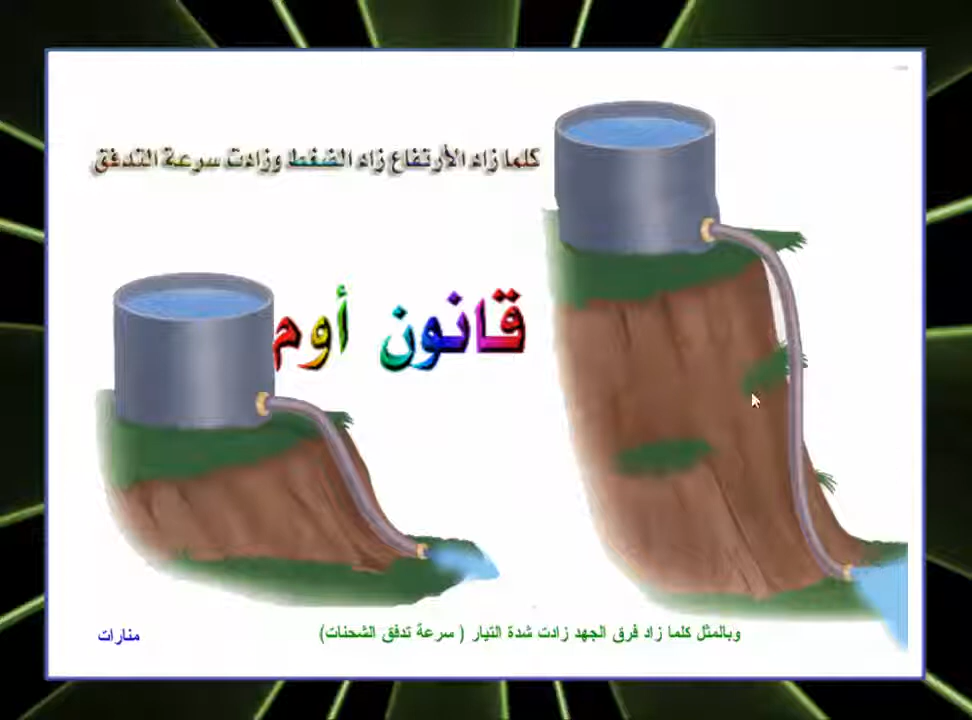 كلما زاد الأرتفاع زاد الضغط وزادت سرعة التدفق
قانون أوم
وبالمثل كلما زاد فرق الجهد زادت شدة التيار ( سرعة تدفق الشحنات)
منارات